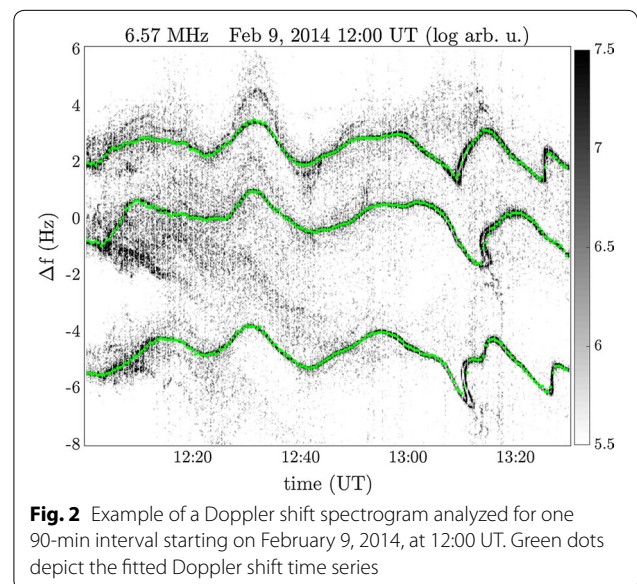 6.57 MHz Feb 9, 2014 12:00 UT (log arb. u.)
6
4
2
0
-2
-4
-6
-8
Δf (Hz)
12:20 12:40 13:00 13:20
time (UT)
7.5
7
6.5
6
5.5
Fig. 2 Example of a Doppler shift spectrogram analyzed for one
90-min interval starting on February 9, 2014, at 12:00 UT. Green dots
depict the fitted Doppler shift time series